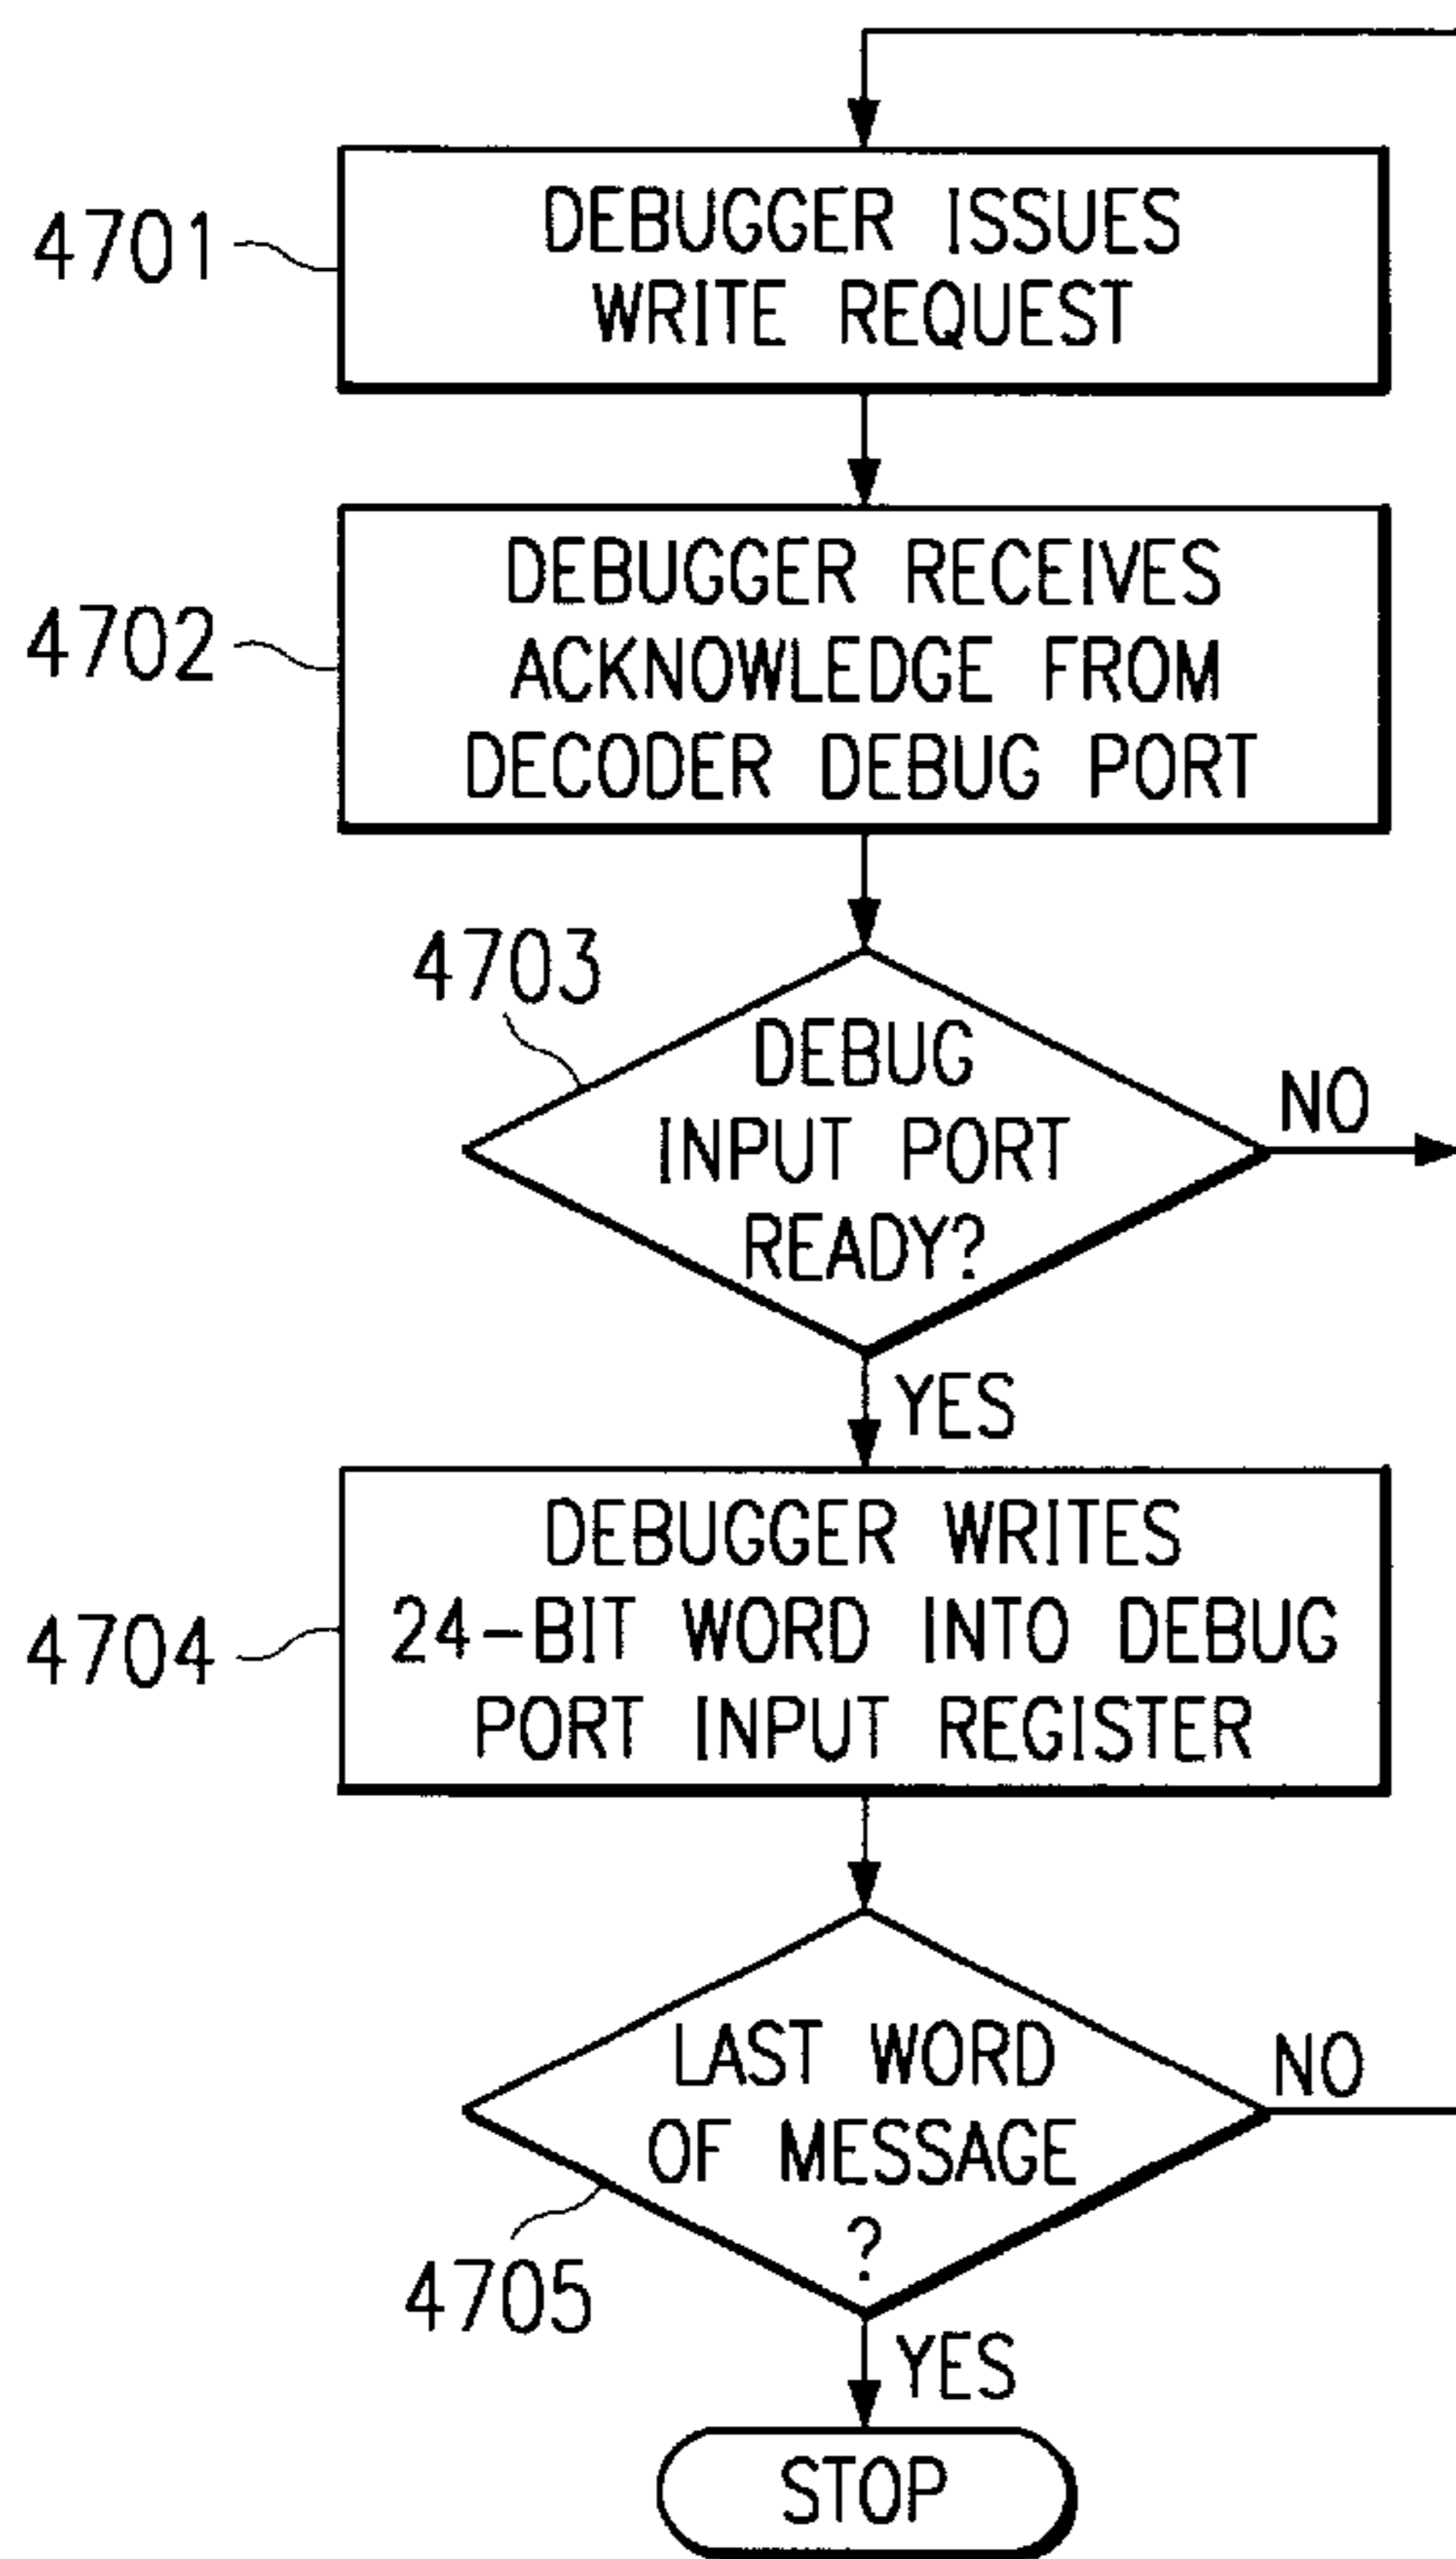 4701
DEBUGGER ISSUES
WRITE REQUEST
4702
DEBUGGER RECEIVES
ACKNOWLEDGE FROM
DECODER DEBUG PORT
4703
DEBUG
INPUT PORT
READY?
NO
YES
4704
DEBUGGER WRITES
24-BIT WORD INTO DEBUG
PORT INPUT REGISTER
LAST WORD
OF MESSAGE
?
NO
4705
YES
STOP